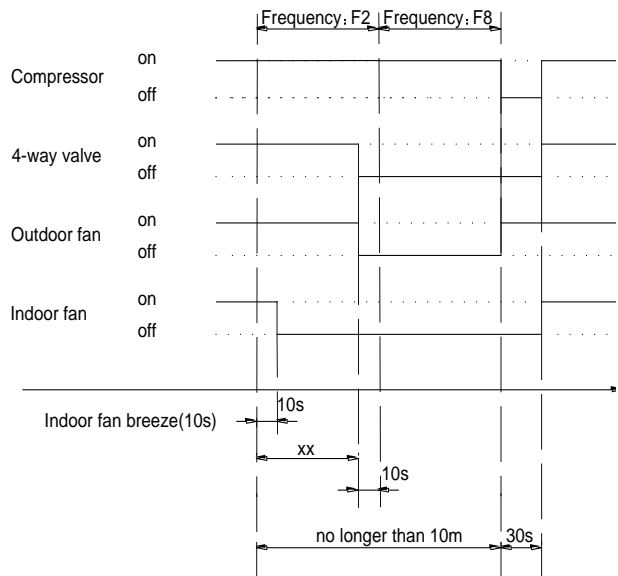 Frequency: F2 Frequency: F8
Compressor on
off
4-way valve on
off
Outdoor fan on
off
Indoor fan on
off
Indoor fan breeze(10s) 10s
xx
10s
no longer than 10m 30s